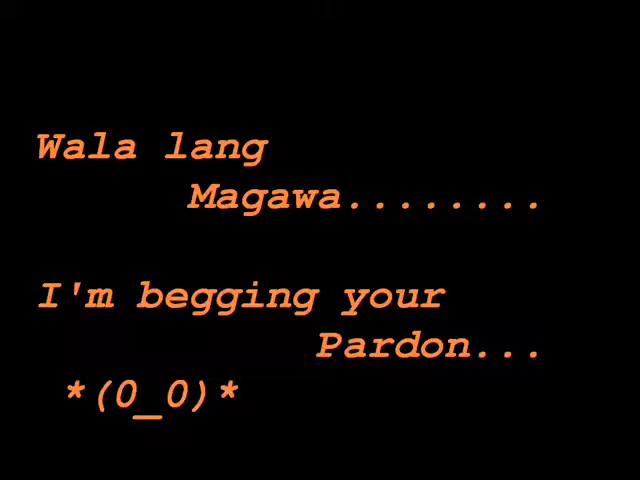 Wala lang
Magawa........
I'm begging your
Pardon...
*(0_0)*